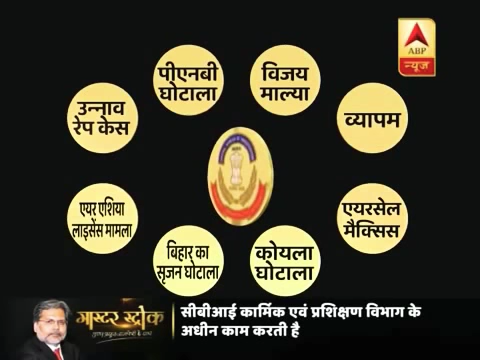 ABP
न्यूज़
पीएनबी
घोटाला
विजय
माल्या
उन्नाव
रेप केस
व्यापम
एयर एशिया
लाइसेंस मामला
एयरसेल
मैक्सिस
बिहार का
सृजन घोटाला
कोयला
घोटाला
मास्टर स्ट्रोक
सीबीआई कार्मिक एवं प्रशिक्षण विभाग के
अधीन काम करती है